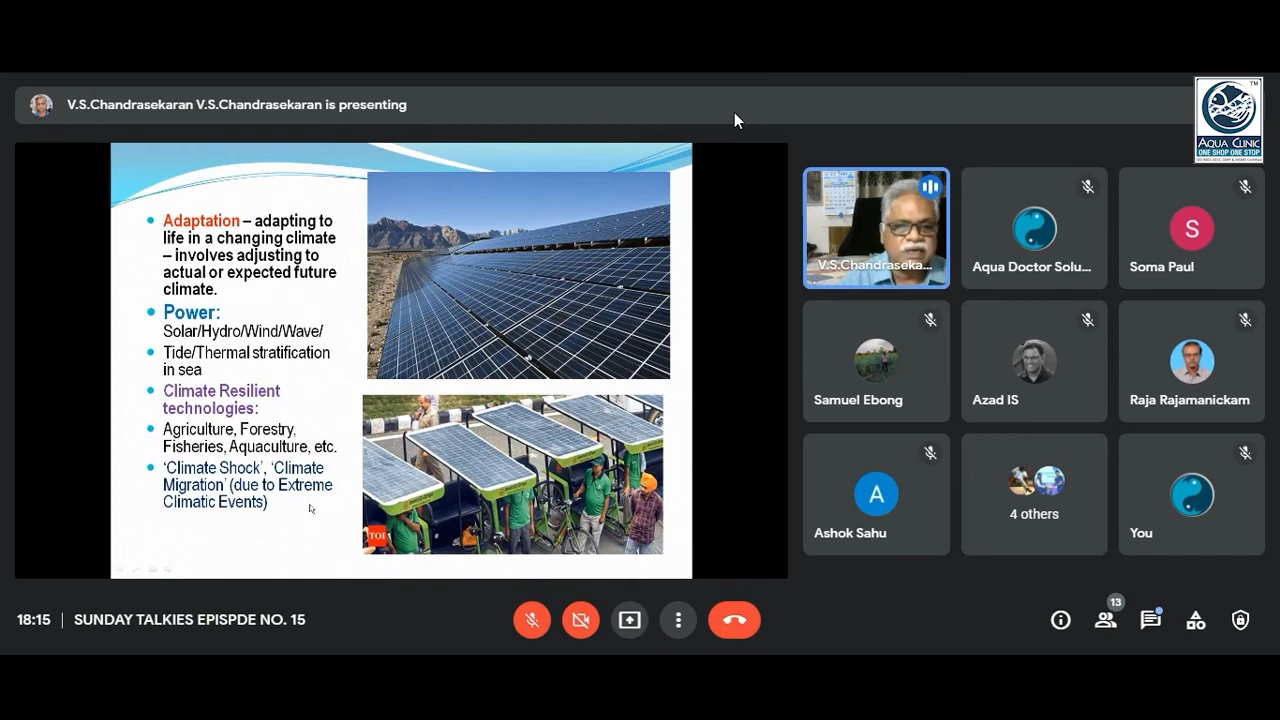 V.S.Chandrasekaran V.S.Chandrasekaran is presenting
TM
AQUA CLINIC
ONE SHOP ONE STOP
Adaptation – adapting to
life in a changing climate
– involves adjusting to
actual or expected future
climate.
Power:
Solar/Hydro/Wind/Wave/
Tide/Thermal stratification
in sea
Climate Resilient
technologies:
Agriculture, Forestry,
Fisheries, Aquaculture, etc.
‘Climate Shock’, ‘Climate
Migration’ (due to Extreme
Climatic Events)
TOI
V.S.Chandraseka...
Aqua Doctor Solu...
S
Soma Paul
Samuel Ebong
Azad IS
Raja Rajamanickam
A
Ashok Sahu
4 others
You
18:15
SUNDAY TALKIES EPISPDE NO. 15
13